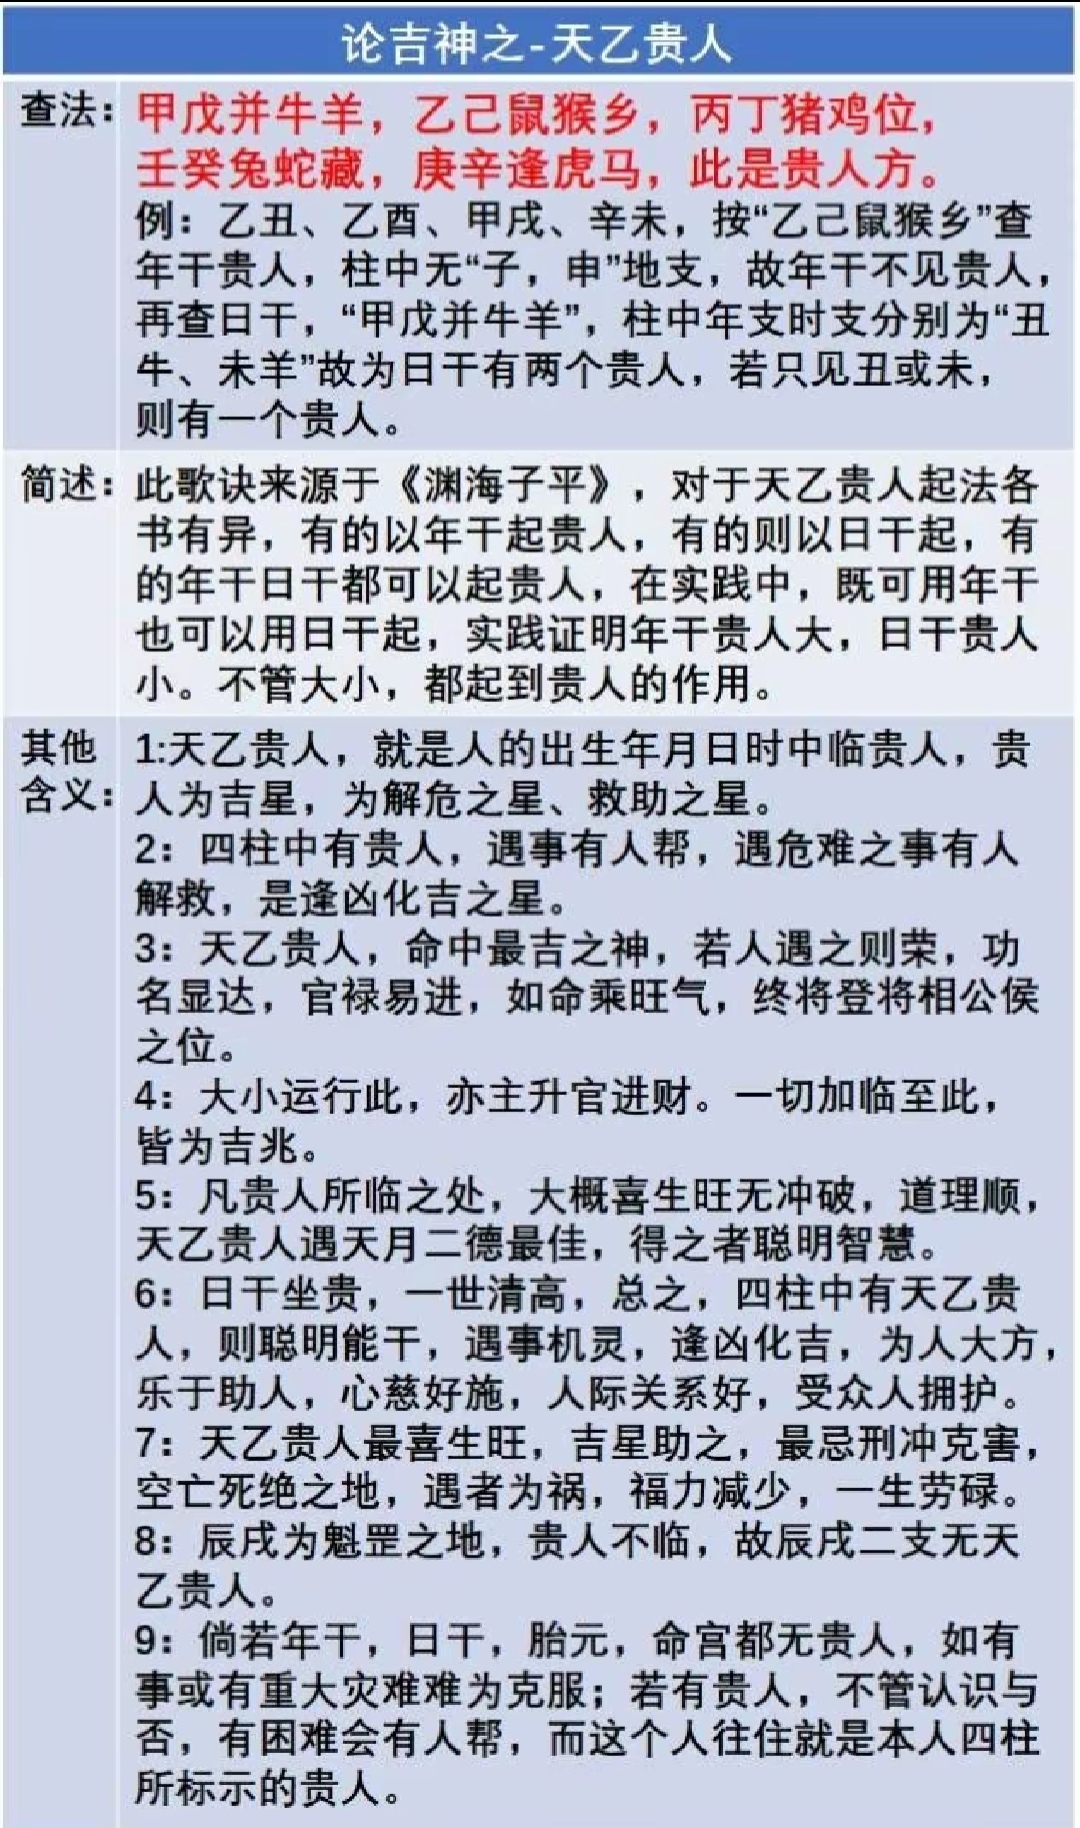 论吉神之-天乙贵人
查法：
甲戊并牛羊，乙己鼠猴乡，丙丁猪鸡位，
壬癸兔蛇藏，庚辛逢虎马，此是贵人方。
例：乙丑、乙酉、甲戌、辛未，按“乙己鼠猴乡”查
年干贵人，柱中无“子，申”地支，故年干不见贵人，
再查日干，“甲戊并牛羊”，柱中年支时支分别为“丑
牛、未羊”故为日干有两个贵人，若只见丑或未，
则有一个贵人。
简述：
此歌诀来源于《渊海子平》，对于天乙贵人起法各
书有异，有的以年干起贵人，有的则以日干起，有
的年干日干都可以起贵人，在实践中，既可用年干
也可以用日干起，实践证明年干贵人大，日干贵人
小。不管大小，都起到贵人的作用。
其他
含义：
1:天乙贵人，就是人的出生年月日时中临贵人，贵
人为吉星，为解危之星、救助之星。
2：四柱中有贵人，遇事有人帮，遇危难之事有人
解救，是逢凶化吉之星。
3：天乙贵人，命中最吉之神，若人遇之则荣，功
名显达，官禄易进，如命乘旺气，终将登将相公侯
之位。
4：大小运行此，亦主升官进财。一切加临至此，
皆为吉兆。
5：凡贵人所临之处，大概喜生旺无冲破，道理顺，
天乙贵人遇天月二德最佳，得之者聪明智慧。
6：日干坐贵，一世清高，总之，四柱中有天乙贵
人，则聪明能干，遇事机灵，逢凶化吉，为人大方，
乐于助人，心慈好施，人际关系好，受众人拥护。
7：天乙贵人最喜生旺，吉星助之，最忌刑冲克害，
空亡死绝之地，遇者为祸，福力减少，一生劳碌。
8：辰戌为魁罡之地，贵人不临，故辰戌二支无天
乙贵人。
9：倘若年干，日干，胎元，命宫都无贵人，如有
事或有重大灾难难为克服；若有贵人，不管认识与
否，有困难会有人帮，而这个人往住就是本人四柱
所标示的贵人。